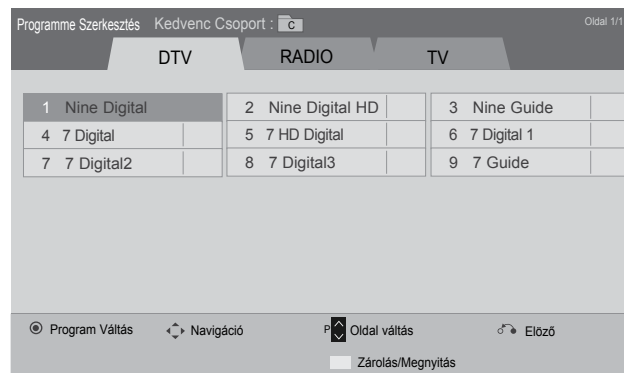 Programme Szerkesztés Kedvenc Csoport : C Oldal 1/1
DTV RADIO TV
1 Nine Digital 2 Nine Digital HD 3 Nine Guide
4 7 Digital 5 7 HD Digital 6 7 Digital 1
7 7 Digital2 8 7 Digital3 9 7 Guide
Program Váltás Navigáció P Oldal váltás Elözö
Zárolás/Megnyitás